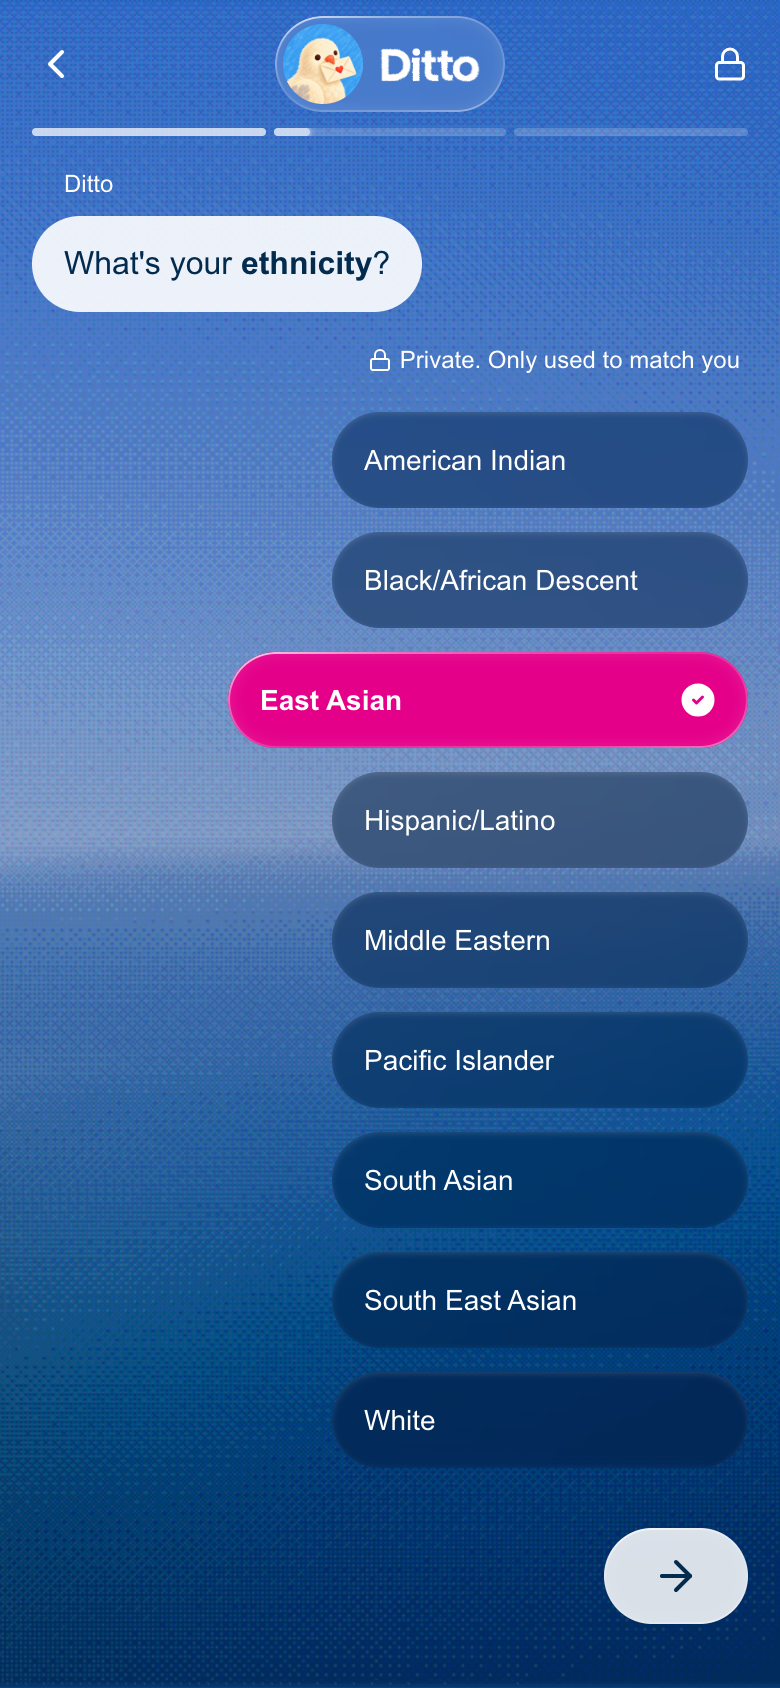 Ditto
Ditto
What's your ethnicity?
Private. Only used to match you
American Indian
Black/African Descent
East Asian
Hispanic/Latino
Middle Eastern
Pacific Islander
South Asian
South East Asian
White